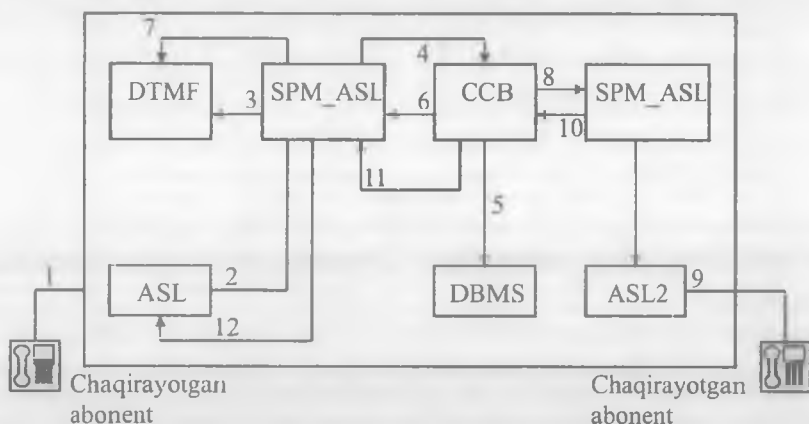 7
4
DTMF
3
SPM_ASL
6
CCB
8
10
SPM_ASL
11
5
1
ASL
2
12
DBMS
ASL2
9
Chaqirayotgan
abonent
Chaqirayotgan
abonent